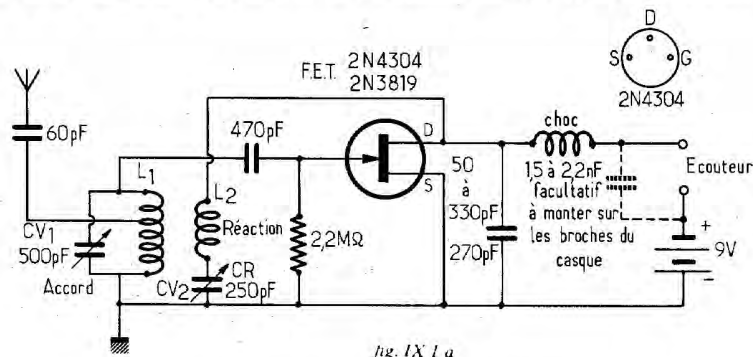 F.E.T. 2N4304
2N3819
D
S
G
2N4304
60pF
470pF
L1
L2
CV1
500pF
Accord
Réaction
CR
CV2
250pF
2,2MΩ
D
S
50
à
330pF
270pF
choc
1,5 à 2,2nF
facultatif
à monter sur
les broches du
casque
Ecouteur
+
9V
−
fig. IX 1 a